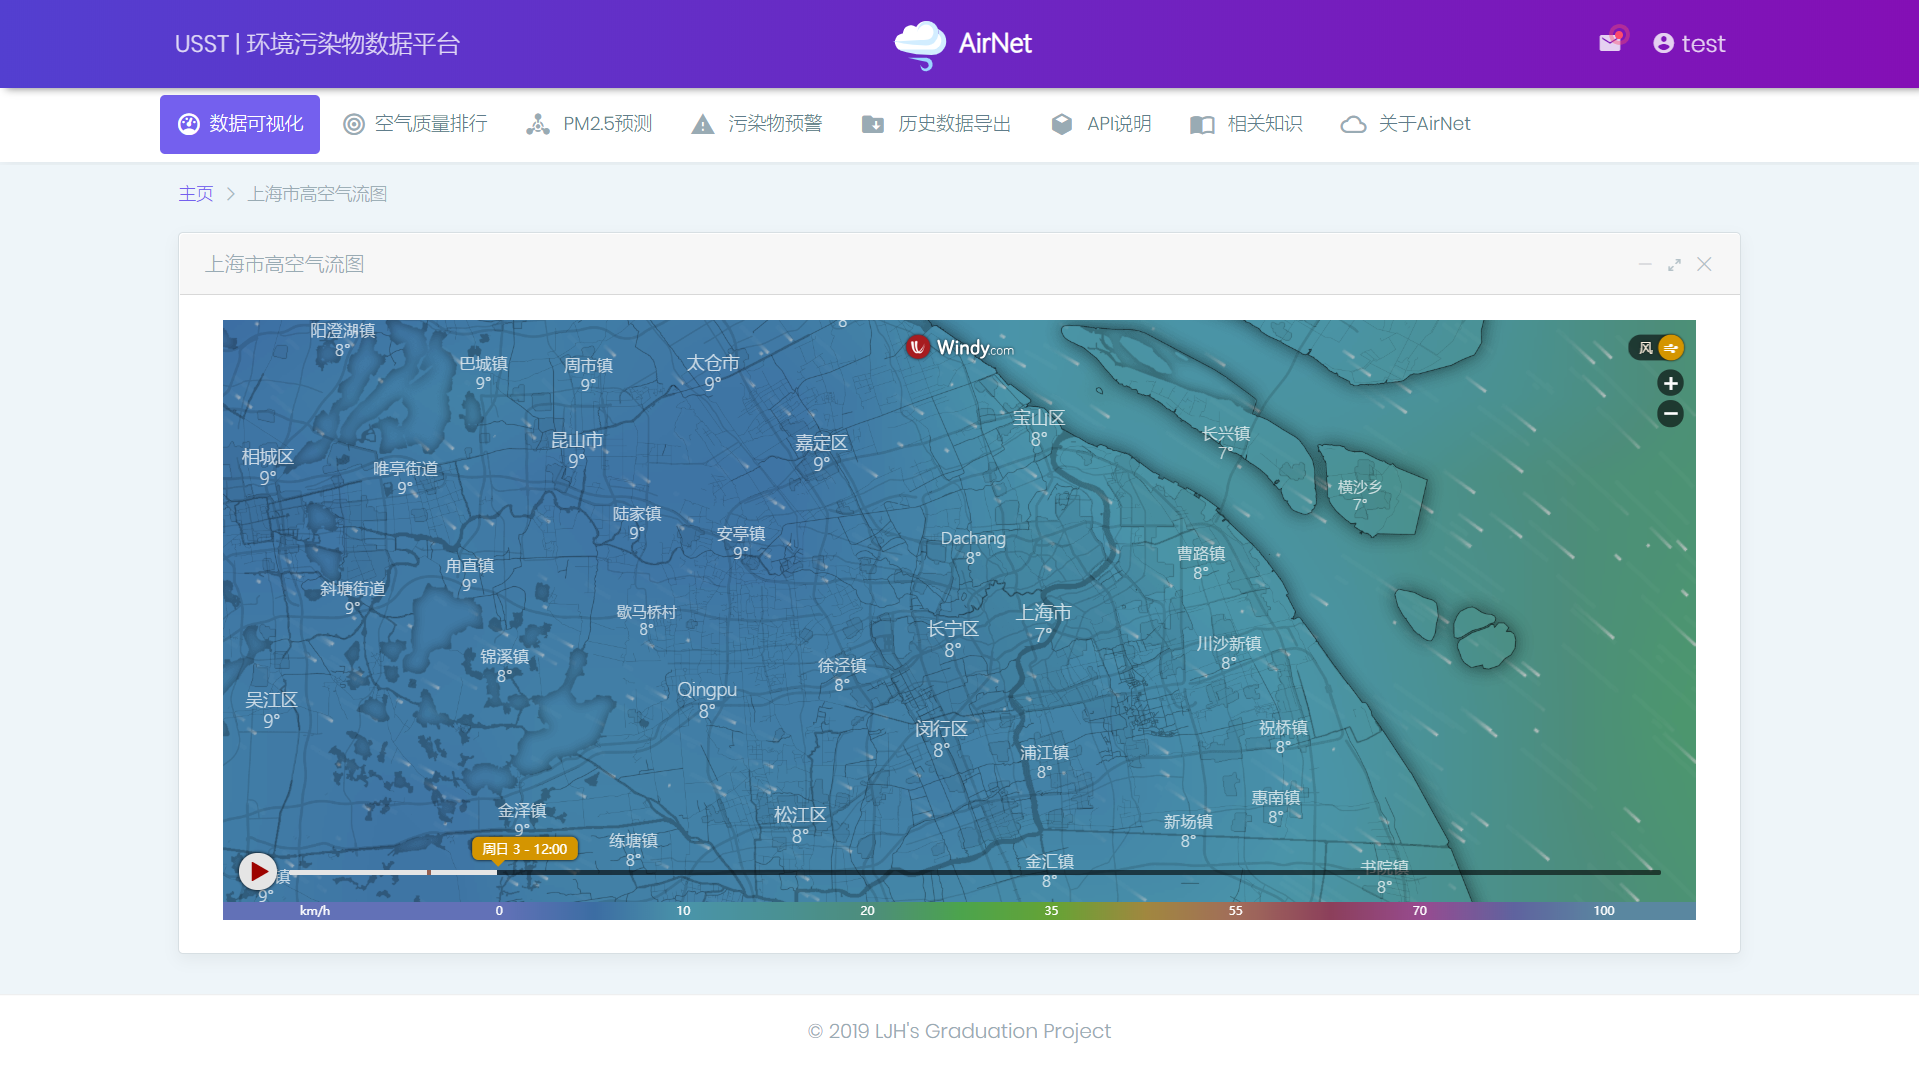 USST | 环境污染物数据平台
AirNet
test
数据可视化
空气质量排行
PM2.5预测
污染物预警
历史数据导出
API说明
相关知识
关于AirNet
主页
上海市高空气流图
上海市高空气流图
Windy.com
风
阳澄湖镇
8°
巴城镇
9°
周市镇
9°
太仓市
9°
8
宝山区
8°
长兴镇
7°
横沙乡
7°
相城区
9°
唯亭街道
9°
昆山市
9°
嘉定区
9°
陆家镇
9°
安亭镇
9°
Dachang
8°
曹路镇
8°
甪直镇
9°
斜塘街道
9°
歇马桥村
8°
长宁区
8°
上海市
7°
川沙新镇
8°
锦溪镇
8°
徐泾镇
8°
吴江区
9°
Qingpu
8°
闵行区
8°
浦江镇
8°
祝桥镇
8°
惠南镇
8°
新场镇
8°
金泽镇
9°
练塘镇
8°
松江区
8°
金汇镇
8°
书院镇
8°
镇
9°
周日 3 - 12:00
km/h 0 10 20 35 55 70 100
© 2019 LJH's Graduation Project